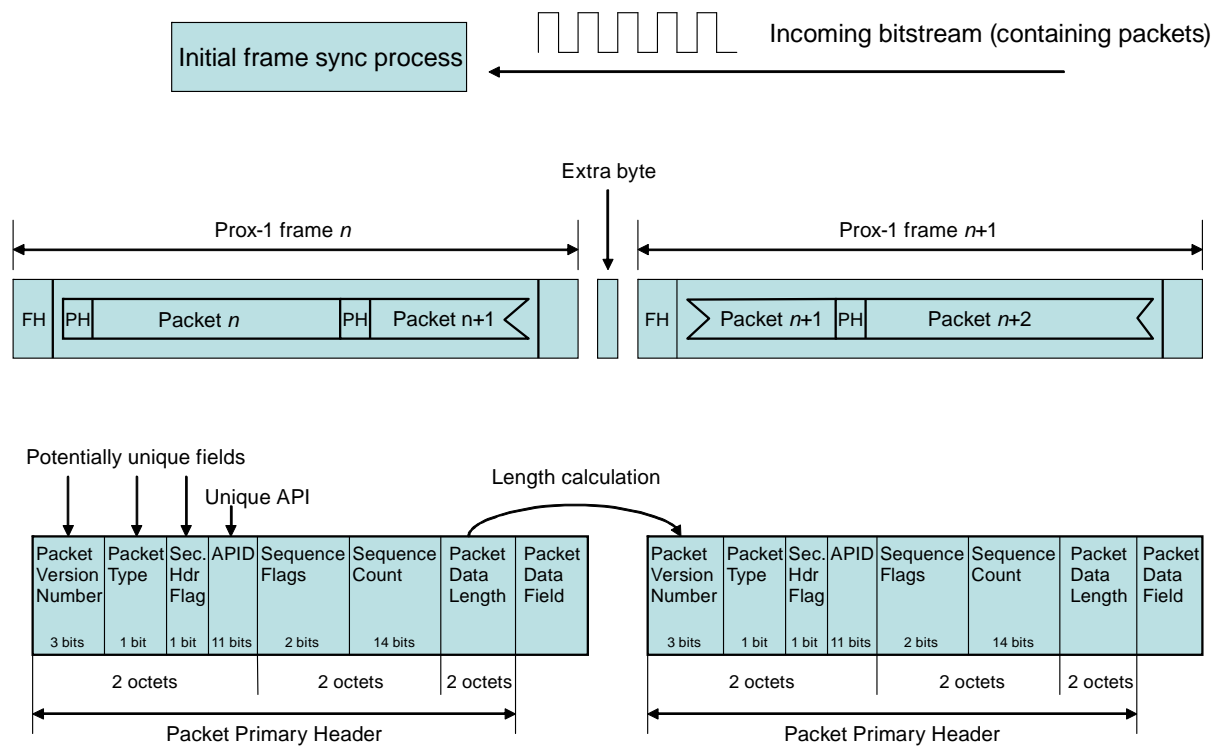 Initial frame sync process
Incoming bitstream (containing packets)
Extra byte
Prox-1 frame n
Prox-1 frame n+1
FH
PH
Packet n
PH
Packet n+1
FH
Packet n+1
PH
Packet n+2
Potentially unique fields
Unique API
Length calculation
Packet
Version
Number
3 bits
Packet
Type
1 bit
Sec.
Hdr
Flag
1 bit
APID
11 bits
Sequence
Flags
2 bits
Sequence
Count
14 bits
Packet
Data
Length
Packet
Data
Field
2 octets
2 octets
2 octets
Packet Primary Header
Packet
Version
Number
3 bits
Packet
Type
1 bit
Sec.
Hdr
Flag
1 bit
APID
11 bits
Sequence
Flags
2 bits
Sequence
Count
14 bits
Packet
Data
Length
Packet
Data
Field
2 octets
2 octets
2 octets
Packet Primary Header